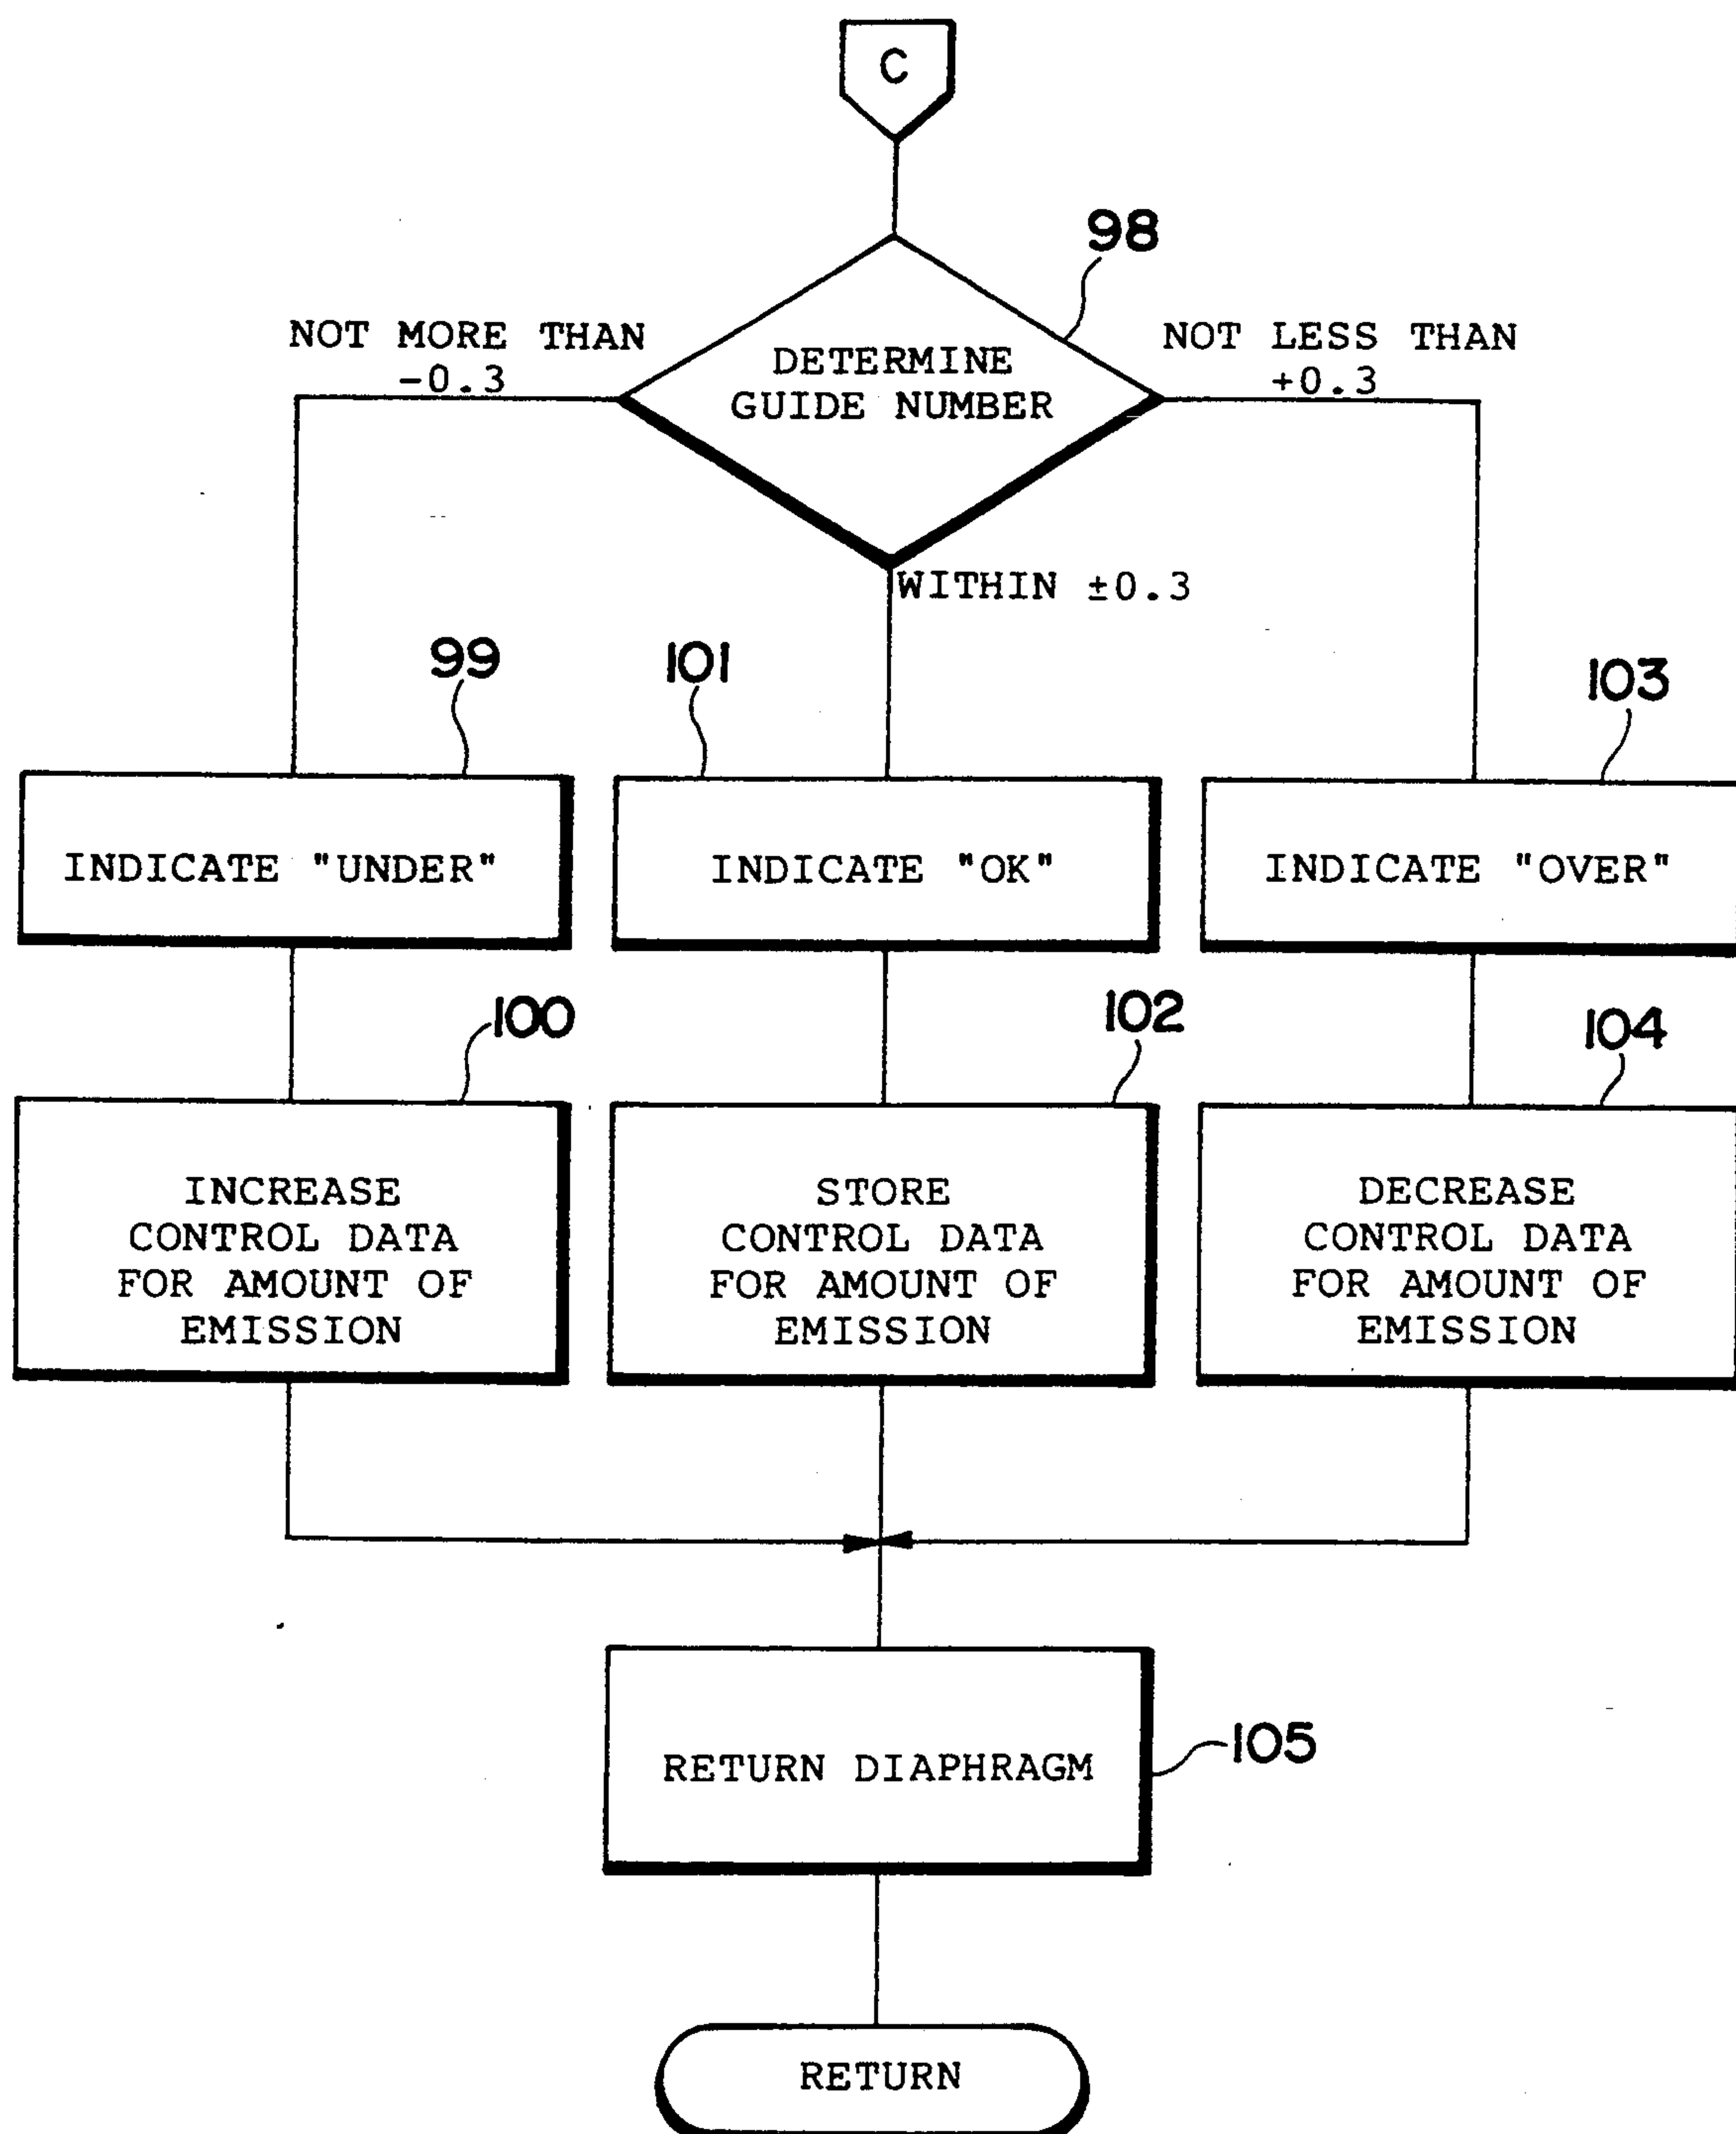 C
98
NOT MORE THAN
-0.3
DETERMINE
GUIDE NUMBER
NOT LESS THAN
+0.3
WITHIN ±0.3
99
101
103
INDICATE "UNDER"
INDICATE "OK"
INDICATE "OVER"
100
102
104
INCREASE
CONTROL DATA
FOR AMOUNT OF
EMISSION
STORE
CONTROL DATA
FOR AMOUNT OF
EMISSION
DECREASE
CONTROL DATA
FOR AMOUNT OF
EMISSION
RETURN DIAPHRAGM
105
RETURN